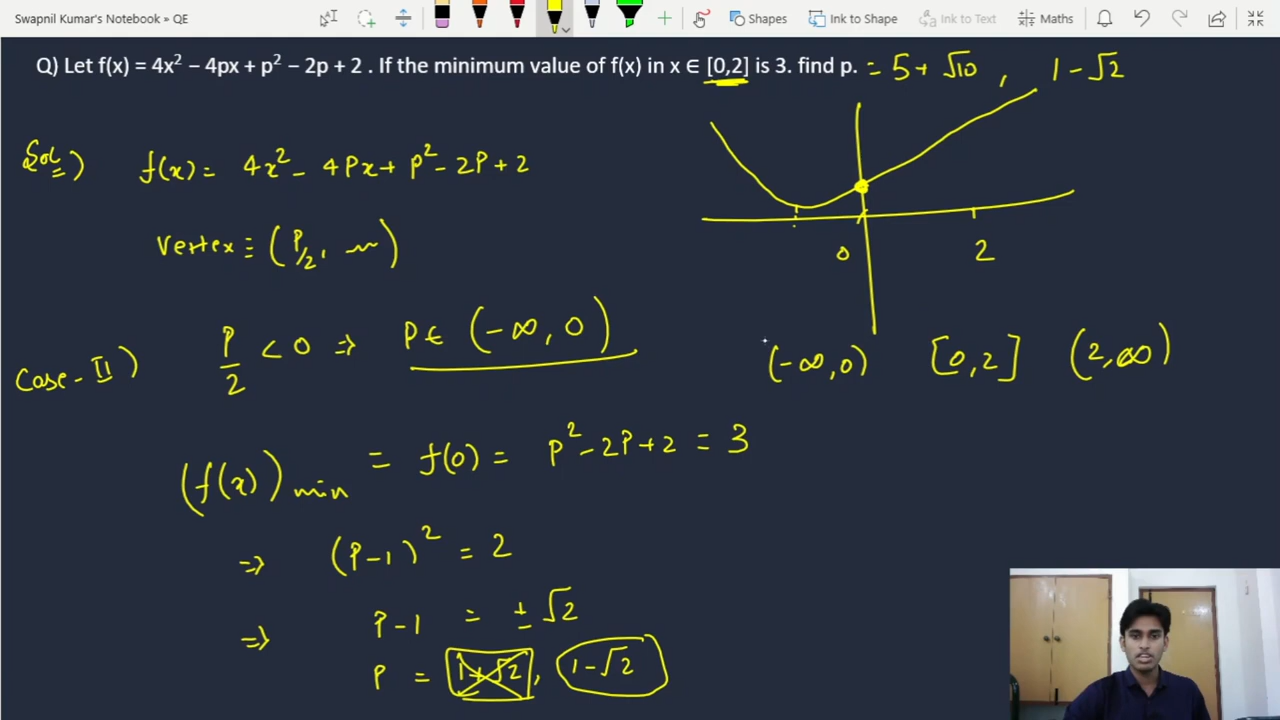 Swapnil Kumar's Notebook » QE
Shapes Ink to Shape Ink to Text Maths
Q) Let f(x) = 4x² − 4px + p² − 2p + 2 . If the minimum value of f(x) in x ∈ [0,2] is 3. find p. = 5 + √10 , 1 − √2
Sol) f(x) = 4x² − 4Px + P² − 2P + 2
Vertex ≡ (P/2, ~)
0 2
Case-II) P/2 < 0 ⇒ P ∈ (−∞, 0)
(−∞, 0) [0, 2] (2, ∞)
(f(x))min = f(0) = P² − 2P + 2 = 3
⇒ (P−1)² = 2
⇒ P−1 = ± √2
P = 1+√2, 1−√2